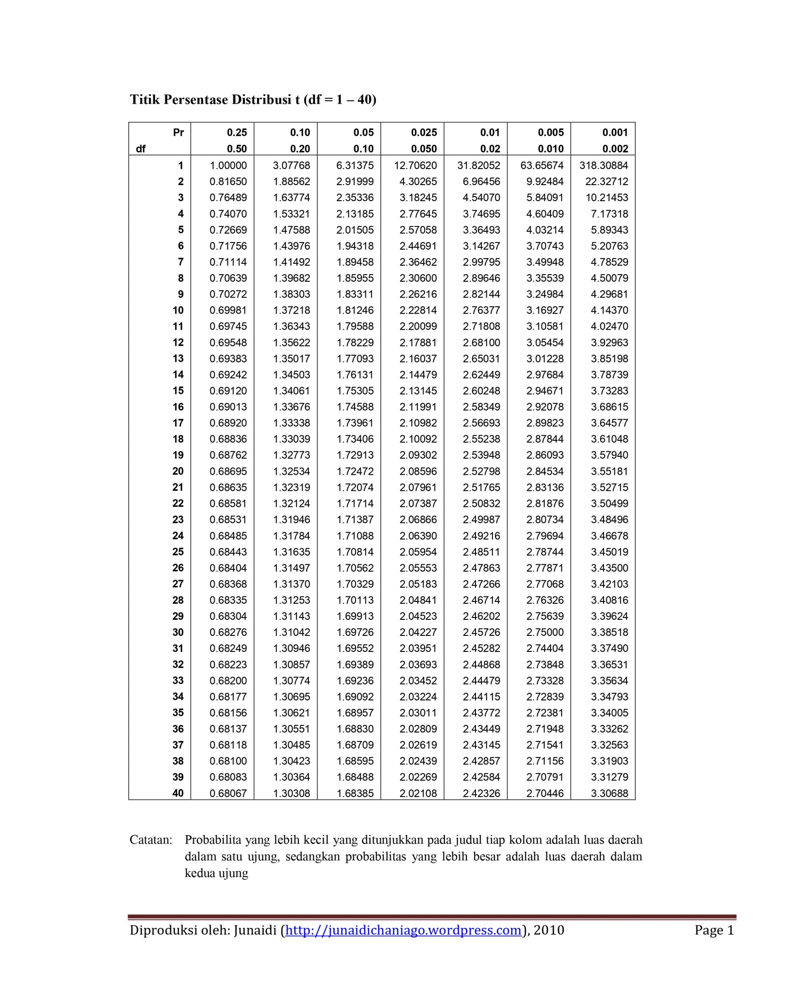 Titik Persentase Distribusi t (df = 1 – 40)
Pr 0.25 0.10 0.05 0.025 0.01 0.005 0.001
df 0.50 0.20 0.10 0.050 0.02 0.010 0.002
1 1.00000 3.07768 6.31375 12.70620 31.82052 63.65674 318.30884
2 0.81650 1.88562 2.91999 4.30265 6.96456 9.92484 22.32712
3 0.76489 1.63774 2.35336 3.18245 4.54070 5.84091 10.21453
4 0.74070 1.53321 2.13185 2.77645 3.74695 4.60409 7.17318
5 0.72669 1.47588 2.01505 2.57058 3.36493 4.03214 5.89343
6 0.71756 1.43976 1.94318 2.44691 3.14267 3.70743 5.20763
7 0.71114 1.41492 1.89458 2.36462 2.99795 3.49948 4.78529
8 0.70639 1.39682 1.85955 2.30600 2.89646 3.35539 4.50079
9 0.70272 1.38303 1.83311 2.26216 2.82144 3.24984 4.29681
10 0.69981 1.37218 1.81246 2.22814 2.76377 3.16927 4.14370
11 0.69745 1.36343 1.79588 2.20099 2.71808 3.10581 4.02470
12 0.69548 1.35622 1.78229 2.17881 2.68100 3.05454 3.92963
13 0.69383 1.35017 1.77093 2.16037 2.65031 3.01228 3.85198
14 0.69242 1.34503 1.76131 2.14479 2.62449 2.97684 3.78739
15 0.69120 1.34061 1.75305 2.13145 2.60248 2.94671 3.73283
16 0.69013 1.33676 1.74588 2.11991 2.58349 2.92078 3.68615
17 0.68920 1.33338 1.73961 2.10982 2.56693 2.89823 3.64577
18 0.68836 1.33039 1.73406 2.10092 2.55238 2.87844 3.61048
19 0.68762 1.32773 1.72913 2.09302 2.53948 2.86093 3.57940
20 0.68695 1.32534 1.72472 2.08596 2.52798 2.84534 3.55181
21 0.68635 1.32319 1.72074 2.07961 2.51765 2.83136 3.52715
22 0.68581 1.32124 1.71714 2.07387 2.50832 2.81876 3.50499
23 0.68531 1.31946 1.71387 2.06866 2.49987 2.80734 3.48496
24 0.68485 1.31784 1.71088 2.06390 2.49216 2.79694 3.46678
25 0.68443 1.31635 1.70814 2.05954 2.48511 2.78744 3.45019
26 0.68404 1.31497 1.70562 2.05553 2.47863 2.77871 3.43500
27 0.68368 1.31370 1.70329 2.05183 2.47266 2.77068 3.42103
28 0.68335 1.31253 1.70113 2.04841 2.46714 2.76326 3.40816
29 0.68304 1.31143 1.69913 2.04523 2.46202 2.75639 3.39624
30 0.68276 1.31042 1.69726 2.04227 2.45726 2.75000 3.38518
31 0.68249 1.30946 1.69552 2.03951 2.45282 2.74404 3.37490
32 0.68223 1.30857 1.69389 2.03693 2.44868 2.73848 3.36531
33 0.68200 1.30774 1.69236 2.03452 2.44479 2.73328 3.35634
34 0.68177 1.30695 1.69092 2.03224 2.44115 2.72839 3.34793
35 0.68156 1.30621 1.68957 2.03011 2.43772 2.72381 3.34005
36 0.68137 1.30551 1.68830 2.02809 2.43449 2.71948 3.33262
37 0.68118 1.30485 1.68709 2.02619 2.43145 2.71541 3.32563
38 0.68100 1.30423 1.68595 2.02439 2.42857 2.71156 3.31903
39 0.68083 1.30364 1.68488 2.02269 2.42584 2.70791 3.31279
40 0.68067 1.30308 1.68385 2.02108 2.42326 2.70446 3.30688
Catatan: Probabilita yang lebih kecil yang ditunjukkan pada judul tiap kolom adalah luas daerah
dalam satu ujung, sedangkan probabilitas yang lebih besar adalah luas daerah dalam
kedua ujung
Diproduksi oleh: Junaidi (http://junaidichaniago.wordpress.com), 2010 Page 1